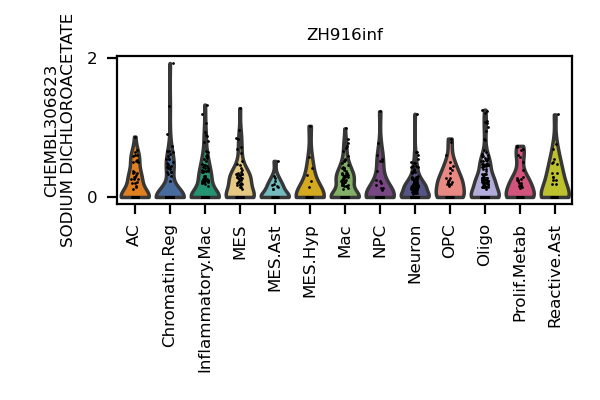 ZH916inf
CHEMBL306823
SODIUM DICHLOROACETATE
2
0
AC
Chromatin.Reg
Inflammatory.Mac
MES
MES.Ast
MES.Hyp
Mac
NPC
Neuron
OPC
Oligo
Prolif.Metab
Reactive.Ast